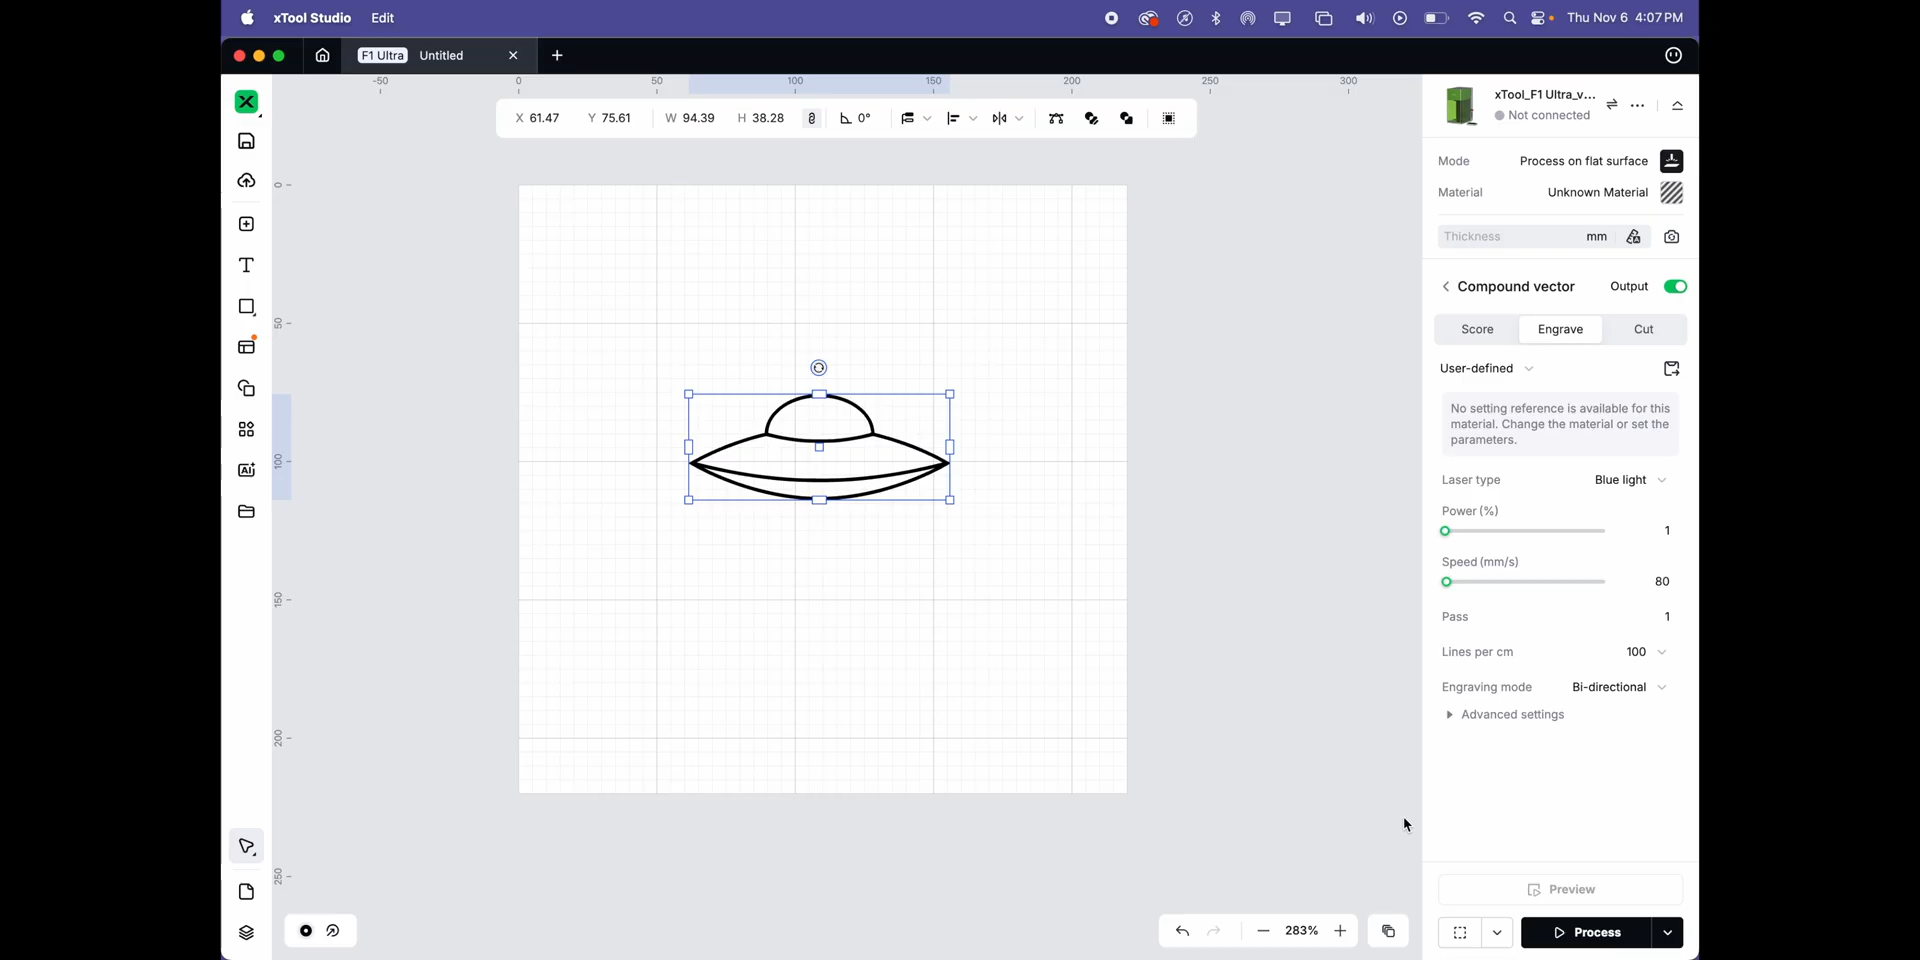 xTool Studio Edit Thu Nov 6 4:07 PM
F1 Ultra Untitled
-50 0 50 100 150 200 250 300
X 61.47 Y 75.61 W 94.39 H 38.28 0°
xTool_F1 Ultra_v...
Not connected
Mode Process on flat surface
Material Unknown Material
Thickness mm
Compound vector Output
Score Engrave Cut
User-defined
No setting reference is available for this
material. Change the material or set the
parameters.
Laser type Blue light
Power (%)
1
Speed (mm/s)
80
Pass 1
Lines per cm 100
Engraving mode Bi-directional
Advanced settings
0
50
100
150
200
250
T
AI
283%
Preview
Process